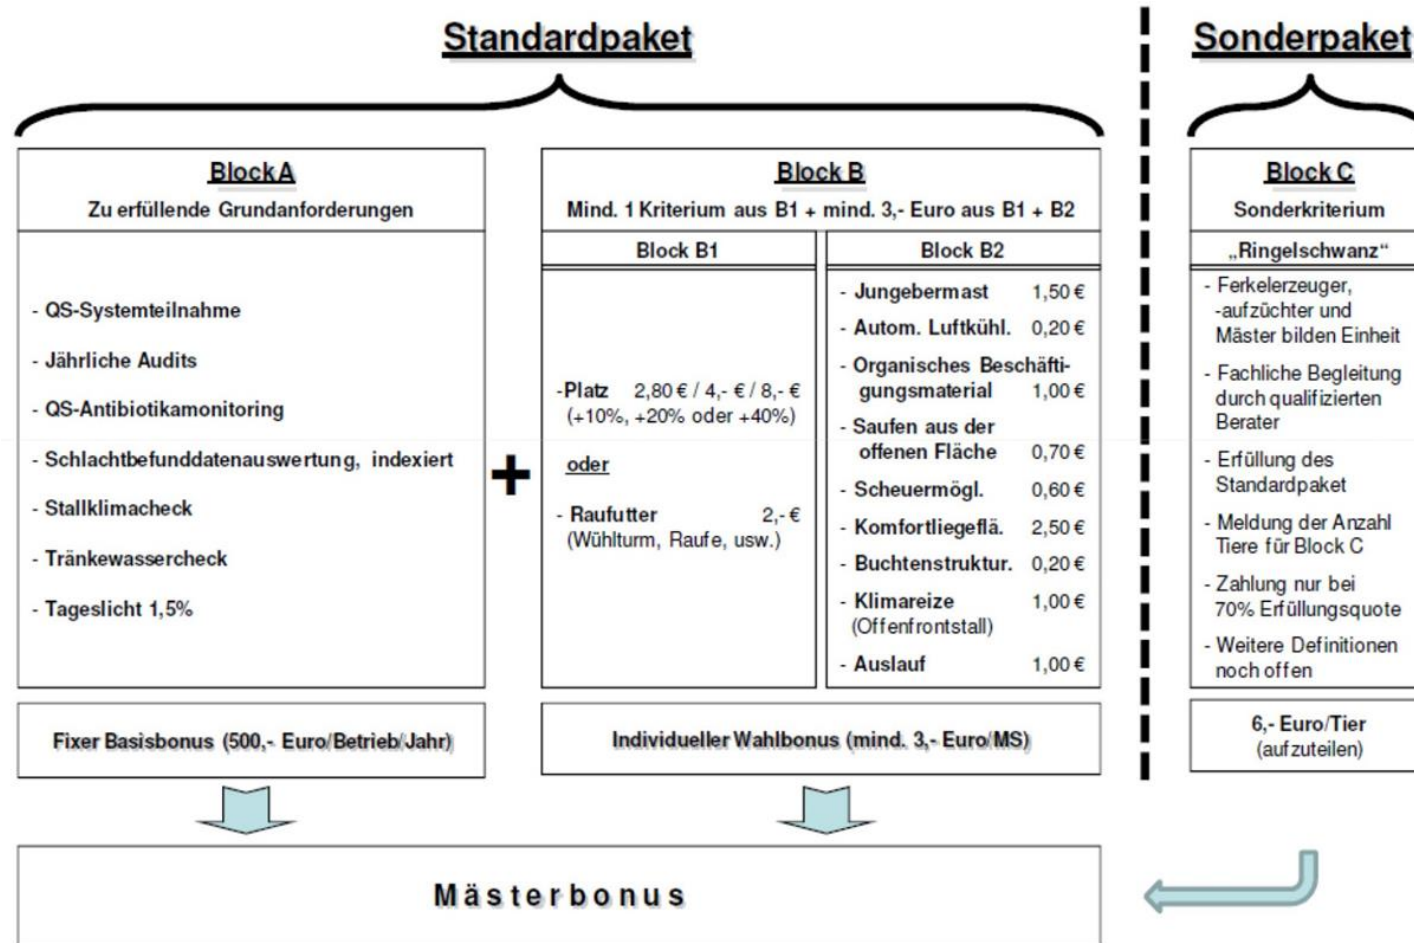 Standardpaket
Block A
Zu erfüllende Grundanforderungen
- QS-Systemteilnahme
- Jährliche Audits
- QS-Antibiotikamonitoring
- Schlachtbefunddatenauswertung, indexiert
- Stallklimacheck
- Tränkewassercheck
- Tageslicht 1,5%
Fixer Basisbonus (500,- Euro/Betrieb/Jahr)
+
Block B
Mind. 1 Kriterium aus B1 + mind. 3,- Euro aus B1 + B2
Block B1
-Platz 2,80 € / 4,- € / 8,- €
(+10%, +20% oder +40%)
oder
- Raufutter 2,- €
(Wühlturm, Raufe, usw.)
Block B2
- Jungebermast 1,50 €
- Autom. Luftkühl. 0,20 €
- Organisches Beschäfti-
gungsmaterial 1,00 €
- Saufen aus der
offenen Fläche 0,70 €
- Scheuermögl. 0,60 €
- Komfortliegeflä. 2,50 €
- Buchtenstruktur. 0,20 €
- Klimareize 1,00 €
(Offenfrontstall)
- Auslauf 1,00 €
Individueller Wahlbonus (mind. 3,- Euro/MS)
Sonderpaket
Block C
Sonderkriterium
„Ringelschwanz“
- Ferkelerzeuger,
-aufzüchter und
Mäster bilden Einheit
- Fachliche Begleitung
durch qualifizierten
Berater
- Erfüllung des
Standardpaket
- Meldung der Anzahl
Tiere für Block C
- Zahlung nur bei
70% Erfüllungsquote
- Weitere Definitionen
noch offen
6,- Euro/Tier
(aufzuteilen)
Mästerbonus